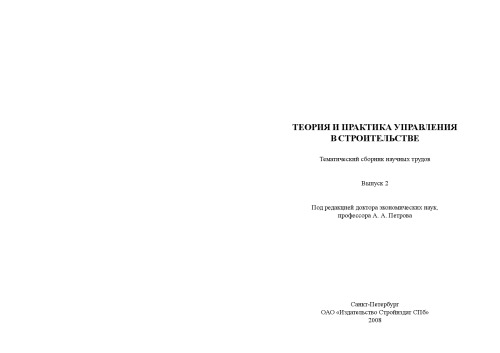 ТЕОРИЯ И ПРАКТИКА УПРАВЛЕНИЯ
В СТРОИТЕЛЬСТВЕ
Тематический сборник научных трудов
Выпуск 2
Под редакцией доктора экономических наук,
профессора А. А. Петрова
Санкт-Петербург
ОАО «Издательство Стройиздат СПб»
2008